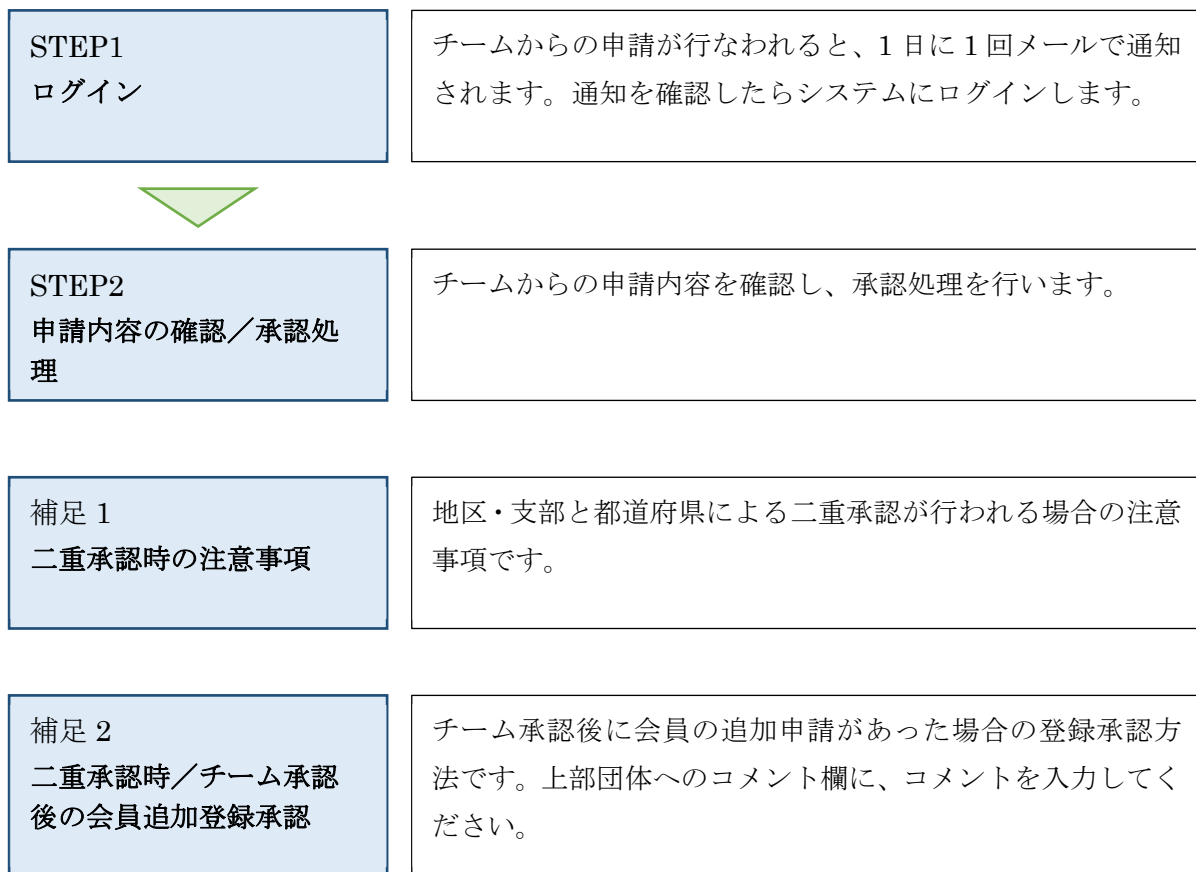 STEP1
ログイン
チームからの申請が行なわれると、1 日に 1 回メールで通知
されます。通知を確認したらシステムにログインします。
STEP2
申請内容の確認／承認処
理
チームからの申請内容を確認し、承認処理を行います。
補足 1
二重承認時の注意事項
地区・支部と都道府県による二重承認が行われる場合の注意
事項です。
補足 2
二重承認時／チーム承認
後の会員追加登録承認
チーム承認後に会員の追加申請があった場合の登録承認方
法です。上部団体へのコメント欄に、コメントを入力してく
ださい。